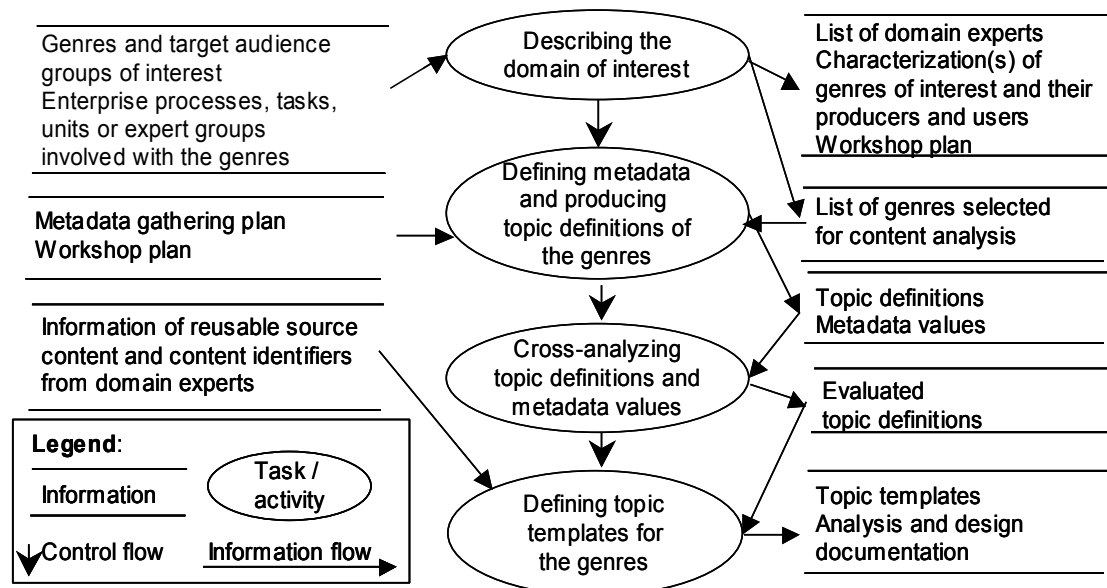 Genres and target audience
groups of interest
Enterprise processes, tasks,
units or expert groups
involved with the genres
Describing the
domain of interest
List of domain experts
Characterization(s) of
genres of interest and their
producers and users
Workshop plan
Metadata gathering plan
Workshop plan
Defining metadata
and producing
topic definitions of
the genres
List of genres selected
for content analysis
Topic definitions
Metadata values
Information of reusable source
content and content identifiers
from domain experts
Cross-analyzing
topic definitions and
metadata values
Evaluated
topic definitions
Defining topic
templates for
the genres
Topic templates
Analysis and design
documentation
Legend:
Information
Task /
activity
Control flow
Information flow